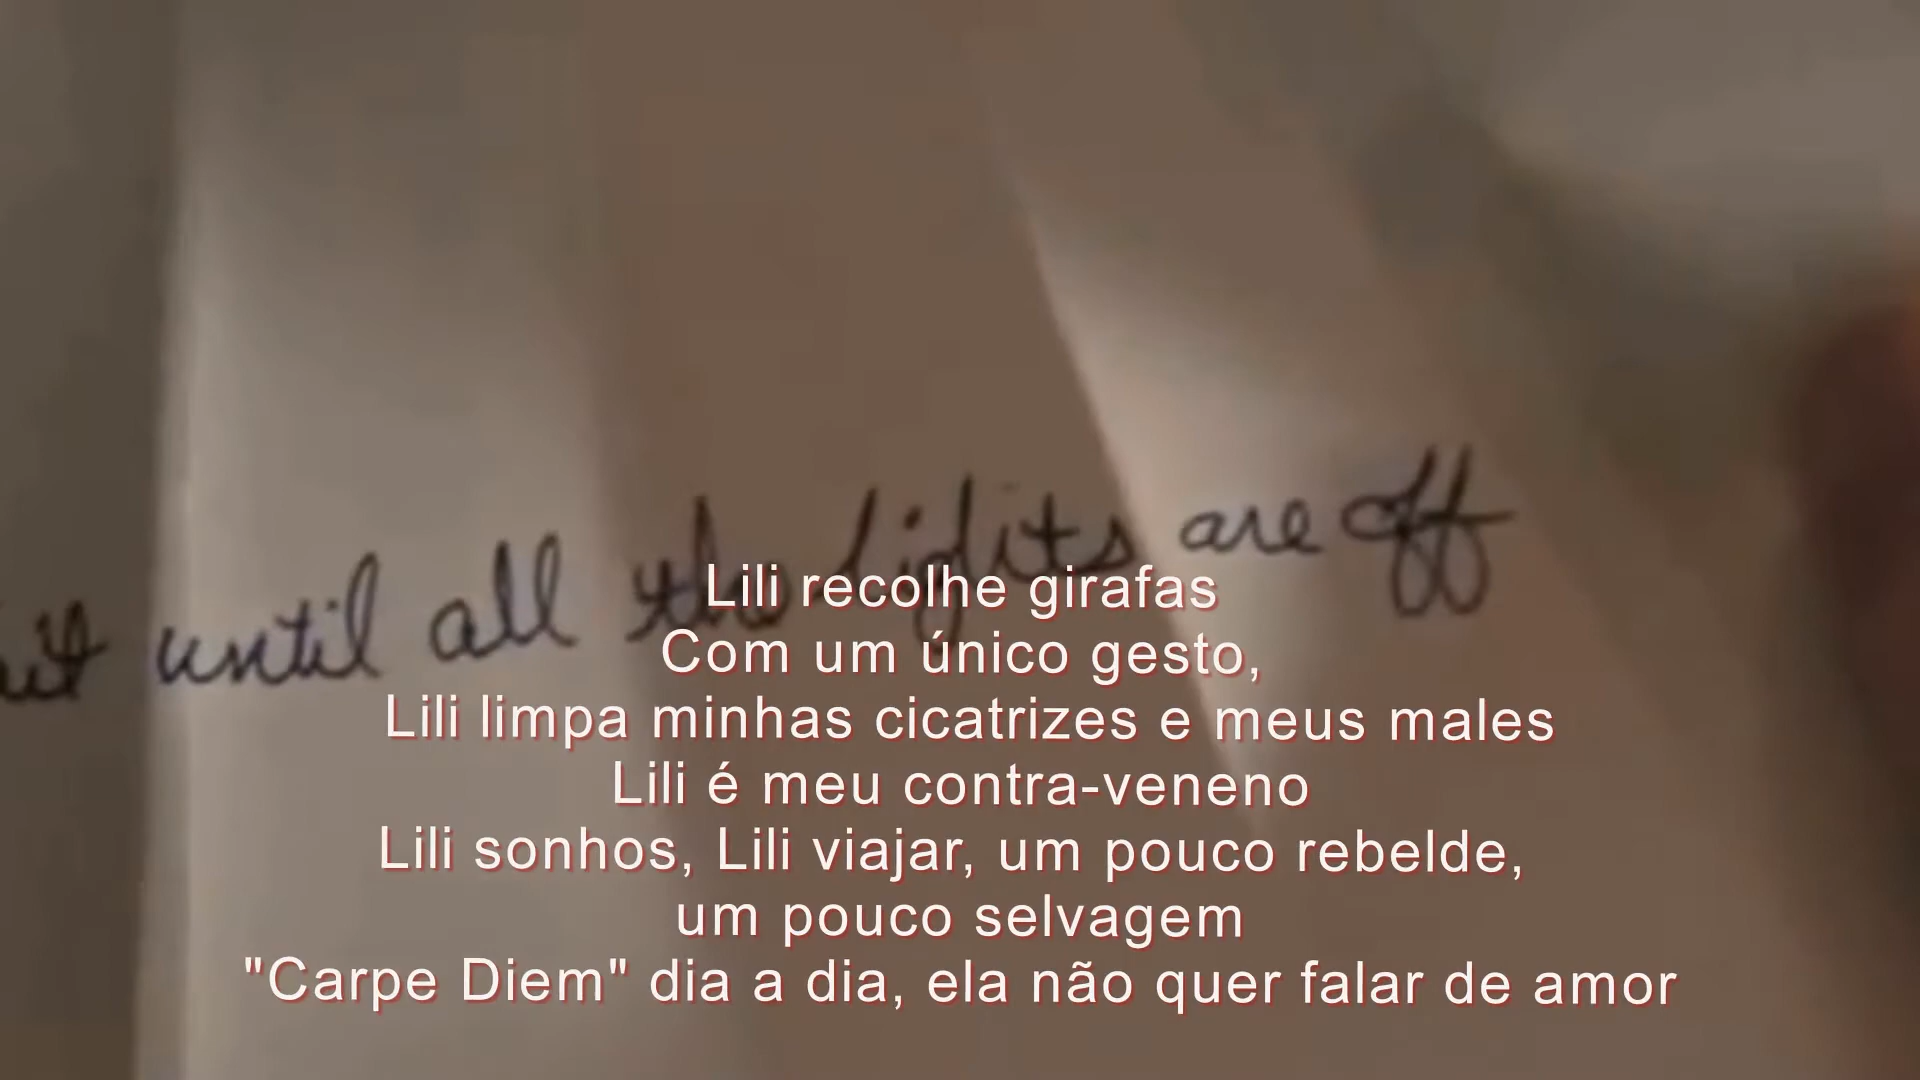 until all the lights are off
Lili recolhe girafas
Com um único gesto,
Lili limpa minhas cicatrizes e meus males
Lili é meu contra-veneno
Lili sonhos, Lili viajar, um pouco rebelde,
um pouco selvagem
"Carpe Diem" dia a dia, ela não quer falar de amor